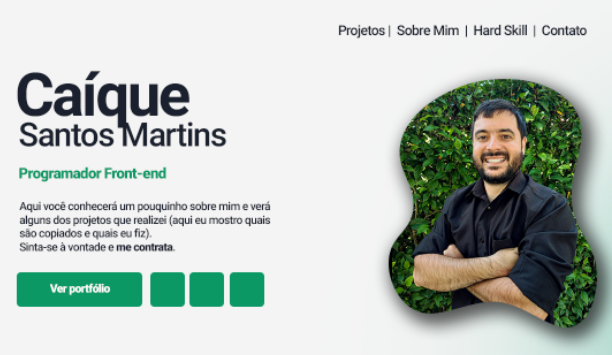 Projetos | Sobre Mim | Hard Skill | Contato
Caíque
Santos Martins
Programador Front-end
Aqui você conhecerá um pouquinho sobre mim e verá
alguns dos projetos que realizei (aqui eu mostro quais
são copiados e quais eu fiz).
Sinta-se à vontade e me contrata.
Ver portfólio